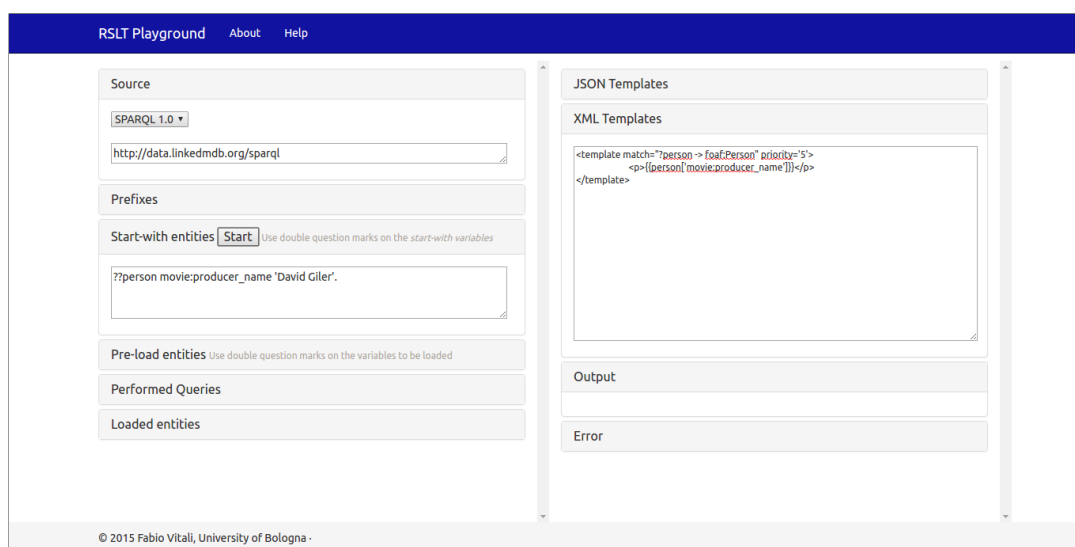 RSLT Playground About Help
Source
SPARQL 1.0
http://data.linkedmdb.org/sparql
Prefixes
Start-with entities Start Use double question marks on the start-with variables
??person movie:producer_name 'David Giler'.
Pre-load entities Use double question marks on the variables to be loaded
Performed Queries
Loaded entities
JSON Templates
XML Templates
<template match="?person -> foaf:Person" priority='5'>
<p>{{person['movie:producer_name']}}</p>
</template>
Output
Error
© 2015 Fabio Vitali, University of Bologna ·